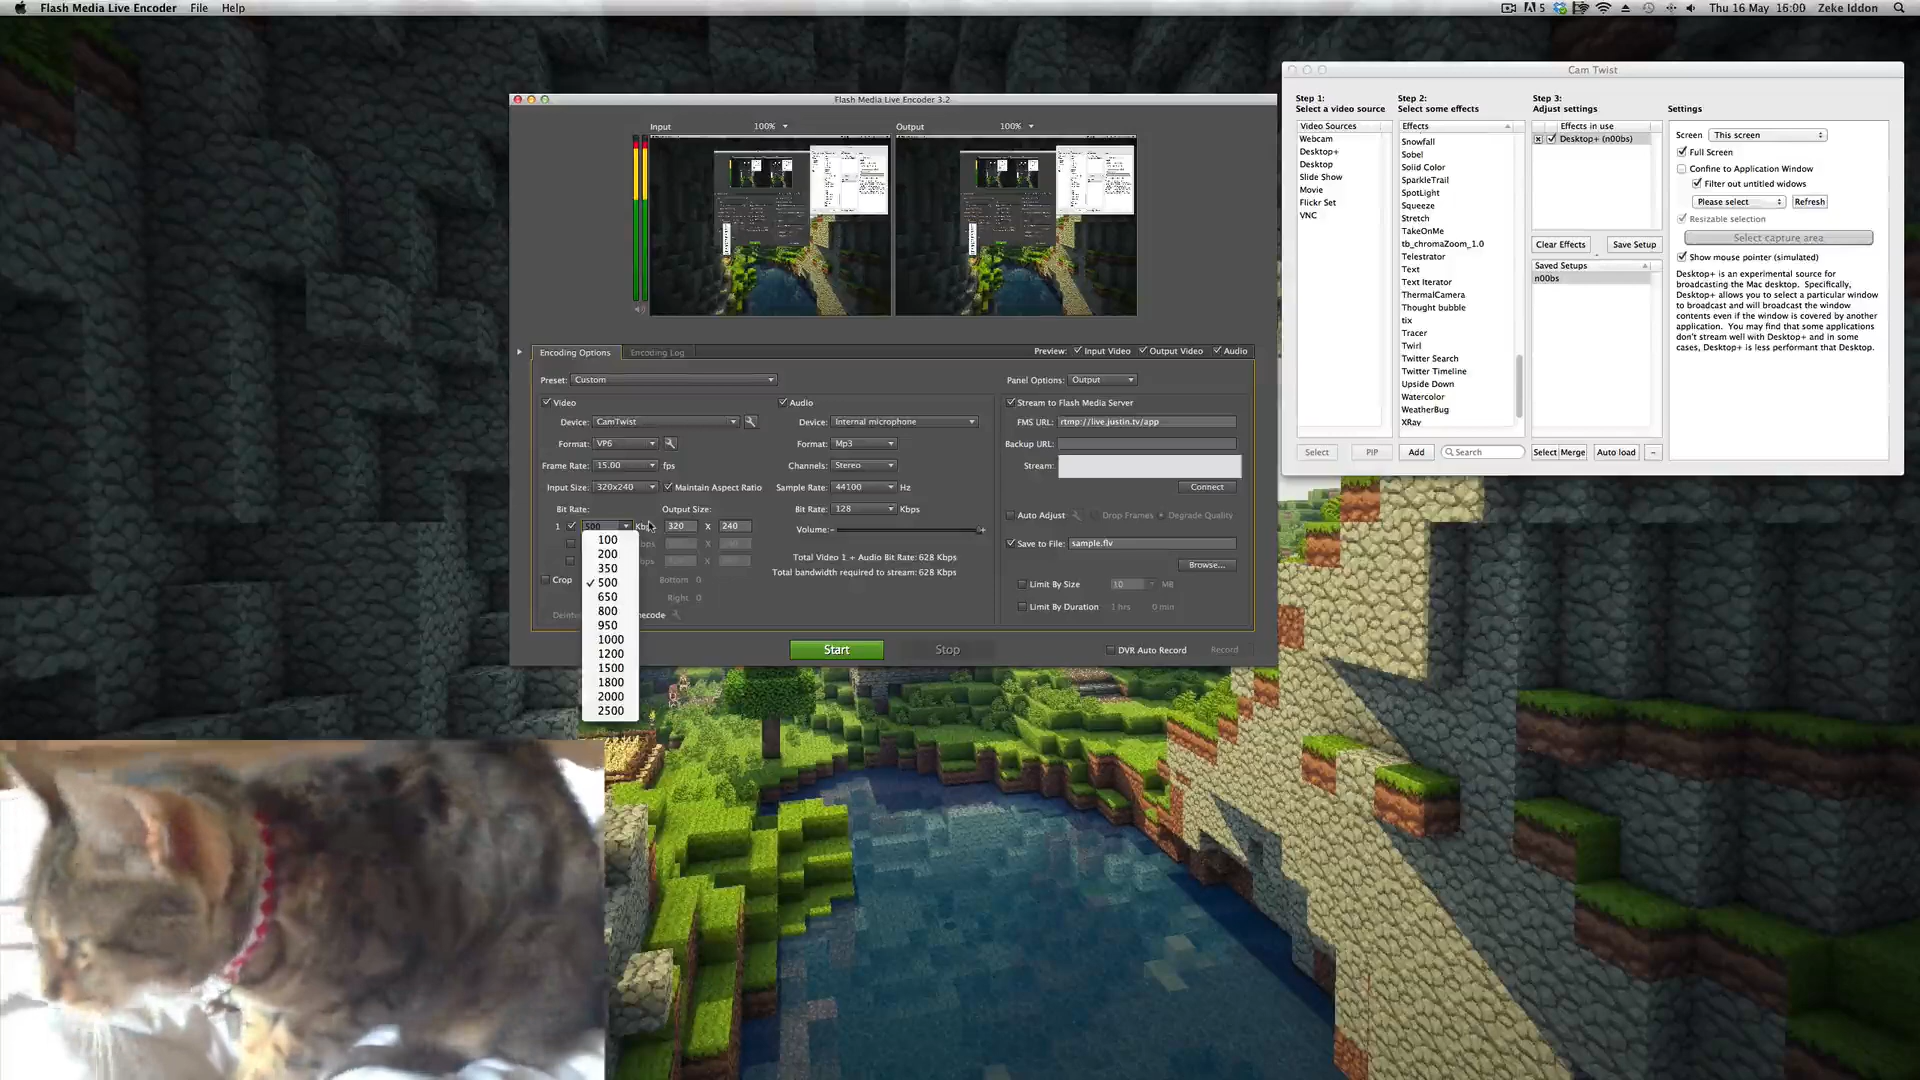 Flash Media Live Encoder File Help
5 Thu 16 May 16:00 Zeke Iddon
Flash Media Live Encoder 3.2
Input 100% Output 100%
Encoding Options Encoding Log Preview: Input Video Output Video Audio
Preset: Custom Panel Options: Output
Video Audio Stream to Flash Media Server
Device: CamTwist Device: Internal microphone FMS URL: rtmp://live.justin.tv/app
Format: VP6 Format: Mp3 Backup URL:
Frame Rate: 15.00 fps Channels: Stereo Stream:
Input Size: 320x240 Maintain Aspect Ratio Sample Rate: 44100 Hz Connect
Bit Rate: Output Size: Bit Rate: 128 Kbps
1 500 320 X 240 Volume: Auto Adjust Drop Frames Degrade Quality
X Save to File: sample.flv
X Total Video 1 + Audio Bit Rate: 628 Kbps
Total bandwidth required to stream: 628 Kbps Browse...
Crop Bottom 0 Limit By Size 10 MB
Right 0 Limit By Duration 1 hrs 0 min
100
200
350
500
650
800
950
1000
1200
1500
1800
2000
2500
Start Stop DVR Auto Record Record
Cam Twist
Step 1:
Select a video source
Video Sources
Webcam
Desktop+
Desktop
Slide Show
Movie
Flickr Set
VNC
Select PIP
Step 2:
Select some effects
Effects
Snowfall
Sobel
Solid Color
SparkleTrail
SpotLight
Squeeze
Stretch
TakeOnMe
tb_chromaZoom_1.0
Telestrator
Text
Text Iterator
ThermalCamera
Thought bubble
tix
Tracer
Twirl
Twitter Search
Twitter Timeline
Upside Down
Watercolor
WeatherBug
XRay
Add Search
Step 3:
Adjust settings
Effects in use
Desktop+ (n00bs)
Clear Effects Save Setup
Saved Setups
n00bs
Select Merge Auto load -
Settings
Screen This screen
Full Screen
Confine to Application Window
Filter out untitled widows
Please select Refresh
Resizable selection
Select capture area
Show mouse pointer (simulated)
Desktop+ is an experimental source for
broadcasting the Mac desktop. Specifically,
Desktop+ allows you to select a particular window
to broadcast and will broadcast the window
contents even if the window is covered by another
application. You may find that some applications
don't stream well with Desktop+ and in some
cases, Desktop+ is less performant that Desktop.